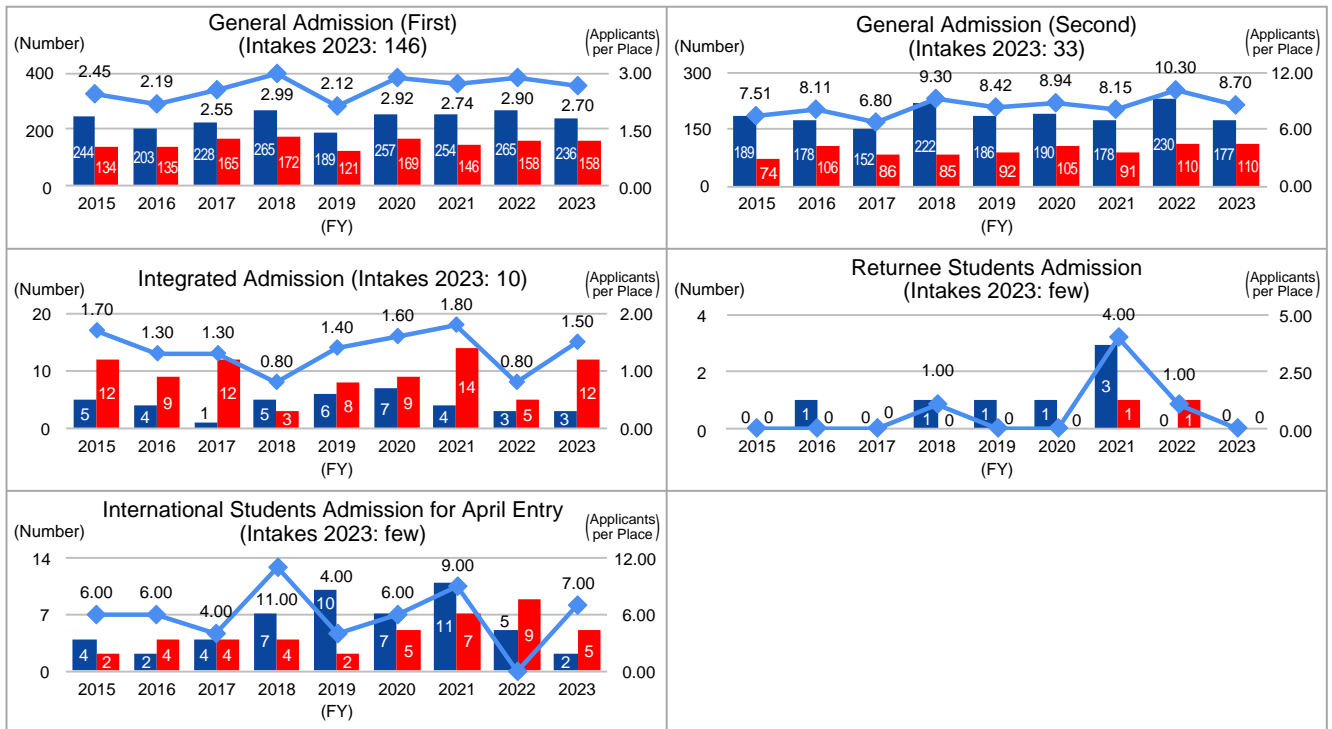 General Admission (First)
(Intakes 2023: 146)
(Number)
(Applicants per Place)
400
200
0
3.00
1.50
0.00
2.45 2.19 2.55 2.99 2.12 2.92 2.74 2.90 2.70
244 134 203 135 228 165 265 172 189 121 257 169 254 146 265 158 236 158
2015 2016 2017 2018 2019 2020 2021 2022 2023
(FY)
General Admission (Second)
(Intakes 2023: 33)
(Number)
(Applicants per Place)
300
150
0
12.00
6.00
0.00
7.51 8.11 6.80 9.30 8.42 8.94 8.15 10.30 8.70
189 74 178 106 152 86 222 85 186 92 190 105 178 91 230 110 177 110
2015 2016 2017 2018 2019 2020 2021 2022 2023
(FY)
Integrated Admission (Intakes 2023: 10)
(Number)
(Applicants per Place)
20
10
0
2.00
1.00
0.00
1.70 1.30 1.30 0.80 1.40 1.60 1.80 0.80 1.50
5 12 4 9 1 12 5 3 6 8 7 9 4 14 3 5 3 12
2015 2016 2017 2018 2019 2020 2021 2022 2023
(FY)
Returnee Students Admission
(Intakes 2023: few)
(Number)
(Applicants per Place)
4
2
0
5.00
2.50
0.00
1.00 4.00 1.00
0 0 1 0 0 0 1 0 1 0 1 0 3 1 0 1 0 0
2015 2016 2017 2018 2019 2020 2021 2022 2023
(FY)
International Students Admission for April Entry
(Intakes 2023: few)
(Number)
(Applicants per Place)
14
7
0
12.00
6.00
0.00
6.00 6.00 4.00 11.00 4.00 6.00 9.00 7.00
4 2 2 4 4 4 7 4 10 2 7 5 11 7 5 9 2 5
2015 2016 2017 2018 2019 2020 2021 2022 2023
(FY)